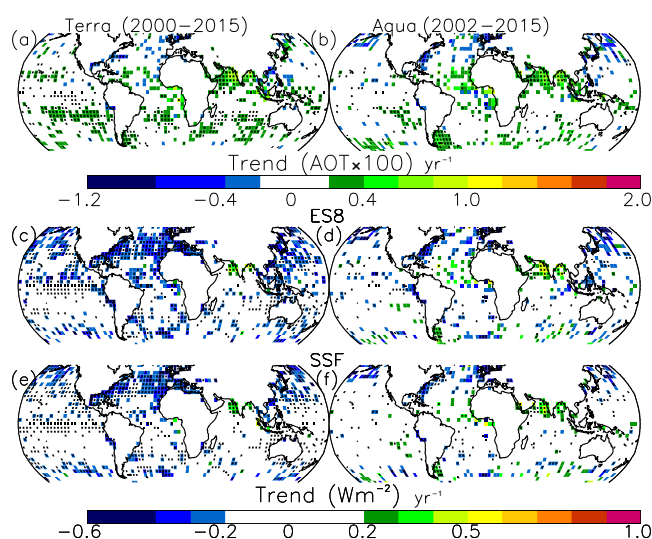 Terra (2000−2015) Aqua (2002−2015)
(a) (b)
Trend (AOT×100) yr⁻¹
−1.2 −0.4 0 0.4 1.0 2.0
ES8
(c) (d)
SSF
(e) (f)
Trend (Wm⁻²) yr⁻¹
−0.6 −0.2 0 0.2 0.5 1.0